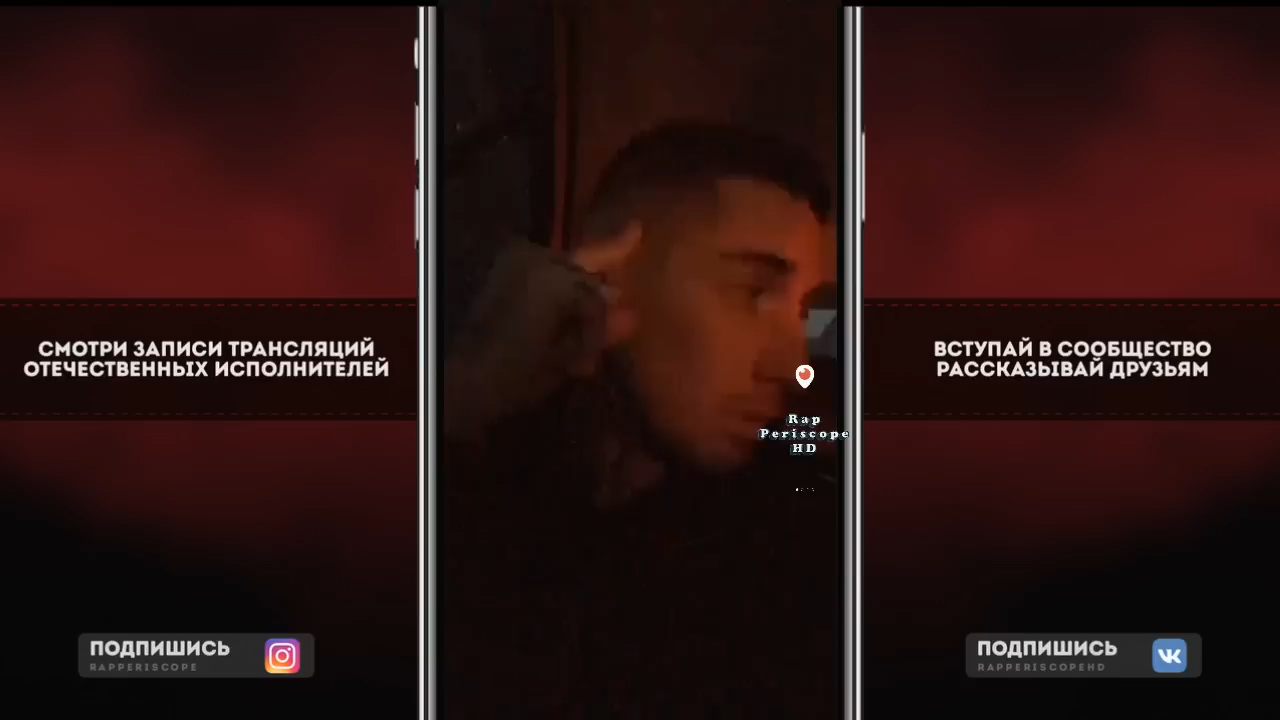 СМОТРИ ЗАПИСИ ТРАНСЛЯЦИЙ
ОТЕЧЕСТВЕННЫХ ИСПОЛНИТЕЛЕЙ
ВСТУПАЙ В СООБЩЕСТВО
РАССКАЗЫВАЙ ДРУЗЬЯМ
Rap
Periscope
HD
ПОДПИШИСЬ
RAPPERISCOPE
ПОДПИШИСЬ
RAPPERISCOPEHD